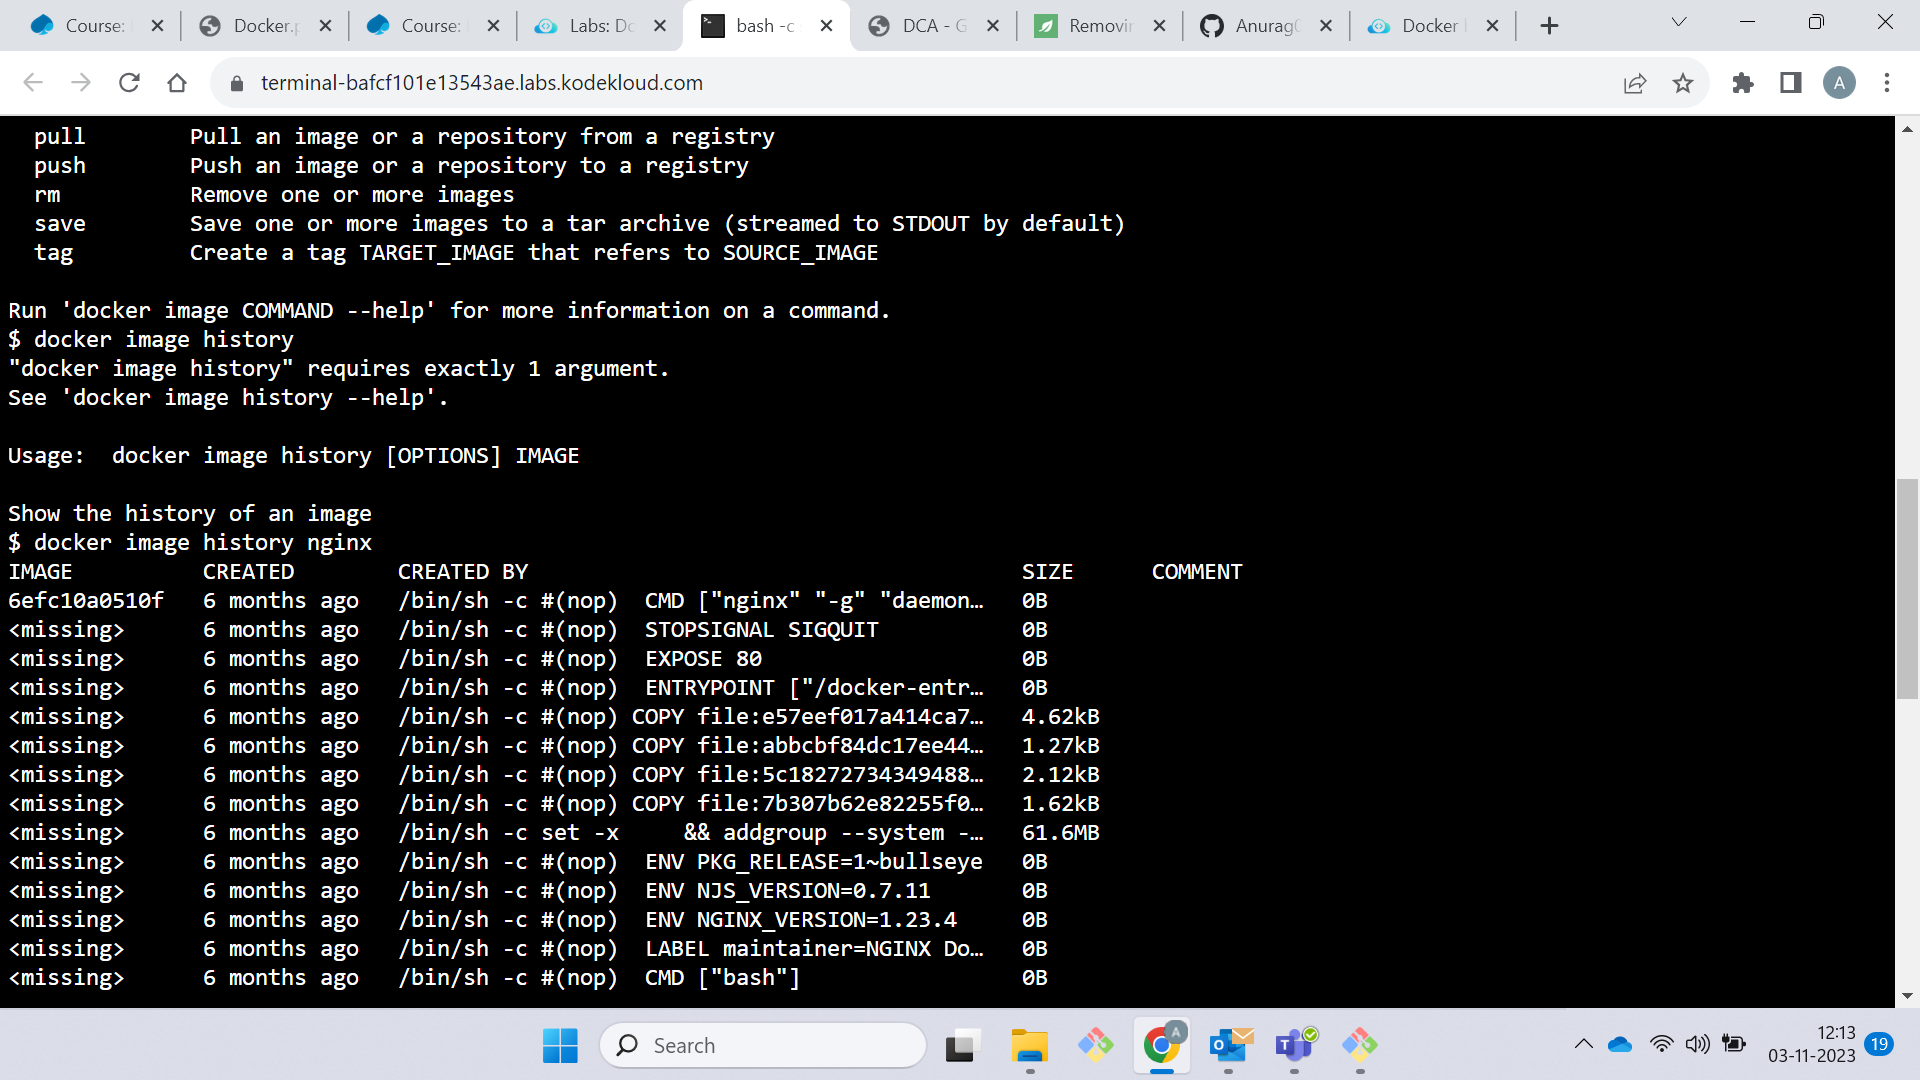 Course:
Docker.p
Course:
Labs: Do
bash -c
DCA - G
Removin
Anurag
Docker
terminal-bafcf101e13543ae.labs.kodekloud.com
A
pull Pull an image or a repository from a registry
push Push an image or a repository to a registry
rm Remove one or more images
save Save one or more images to a tar archive (streamed to STDOUT by default)
tag Create a tag TARGET_IMAGE that refers to SOURCE_IMAGE
Run 'docker image COMMAND --help' for more information on a command.
$ docker image history
"docker image history" requires exactly 1 argument.
See 'docker image history --help'.
Usage:  docker image history [OPTIONS] IMAGE
Show the history of an image
$ docker image history nginx
IMAGE CREATED CREATED BY SIZE COMMENT
6efc10a0510f 6 months ago /bin/sh -c #(nop)  CMD ["nginx" "-g" "daemon… 0B
<missing> 6 months ago /bin/sh -c #(nop)  STOPSIGNAL SIGQUIT 0B
<missing> 6 months ago /bin/sh -c #(nop)  EXPOSE 80 0B
<missing> 6 months ago /bin/sh -c #(nop)  ENTRYPOINT ["/docker-entr… 0B
<missing> 6 months ago /bin/sh -c #(nop) COPY file:e57eef017a414ca7… 4.62kB
<missing> 6 months ago /bin/sh -c #(nop) COPY file:abbcbf84dc17ee44… 1.27kB
<missing> 6 months ago /bin/sh -c #(nop) COPY file:5c18272734349488… 2.12kB
<missing> 6 months ago /bin/sh -c #(nop) COPY file:7b307b62e82255f0… 1.62kB
<missing> 6 months ago /bin/sh -c set -x     && addgroup --system -… 61.6MB
<missing> 6 months ago /bin/sh -c #(nop)  ENV PKG_RELEASE=1~bullseye 0B
<missing> 6 months ago /bin/sh -c #(nop)  ENV NJS_VERSION=0.7.11 0B
<missing> 6 months ago /bin/sh -c #(nop)  ENV NGINX_VERSION=1.23.4 0B
<missing> 6 months ago /bin/sh -c #(nop)  LABEL maintainer=NGINX Do… 0B
<missing> 6 months ago /bin/sh -c #(nop)  CMD ["bash"] 0B
Search
A
12:13
03-11-2023
19